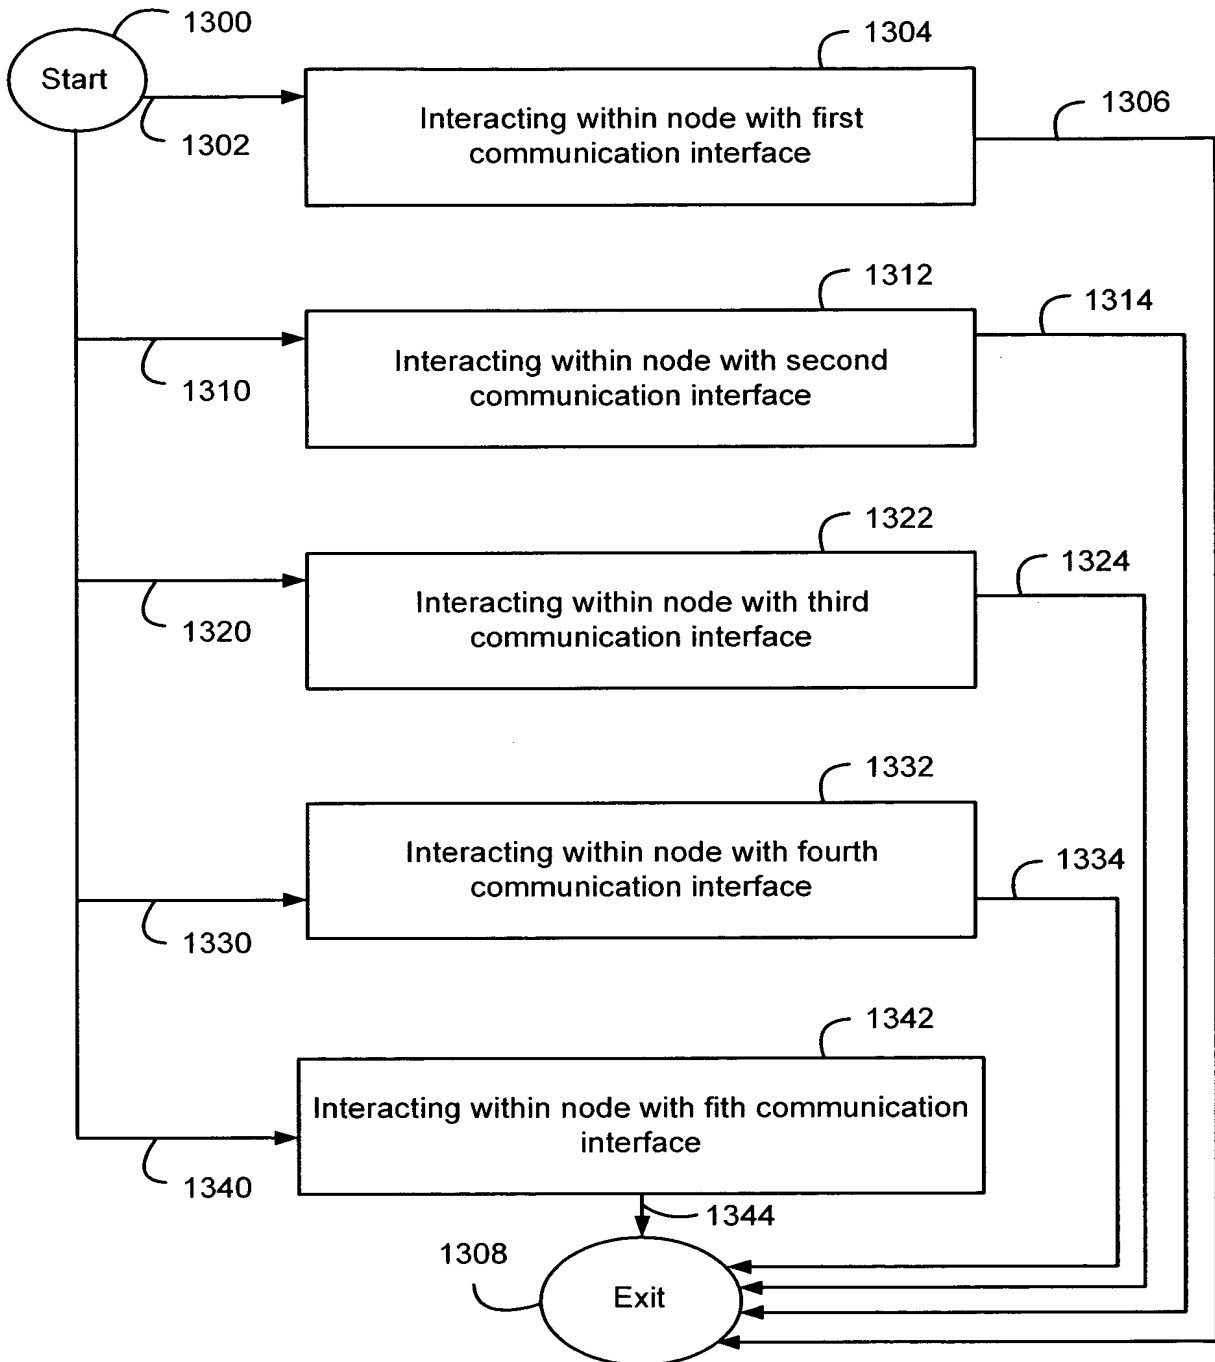 1300
Start
1302
1304
Interacting within node with first
communication interface
1306
1312
1314
1310
Interacting within node with second
communication interface
1322
1324
1320
Interacting within node with third
communication interface
1332
1334
1330
Interacting within node with fourth
communication interface
1342
1340
Interacting within node with fith communication
interface
1344
1308
Exit